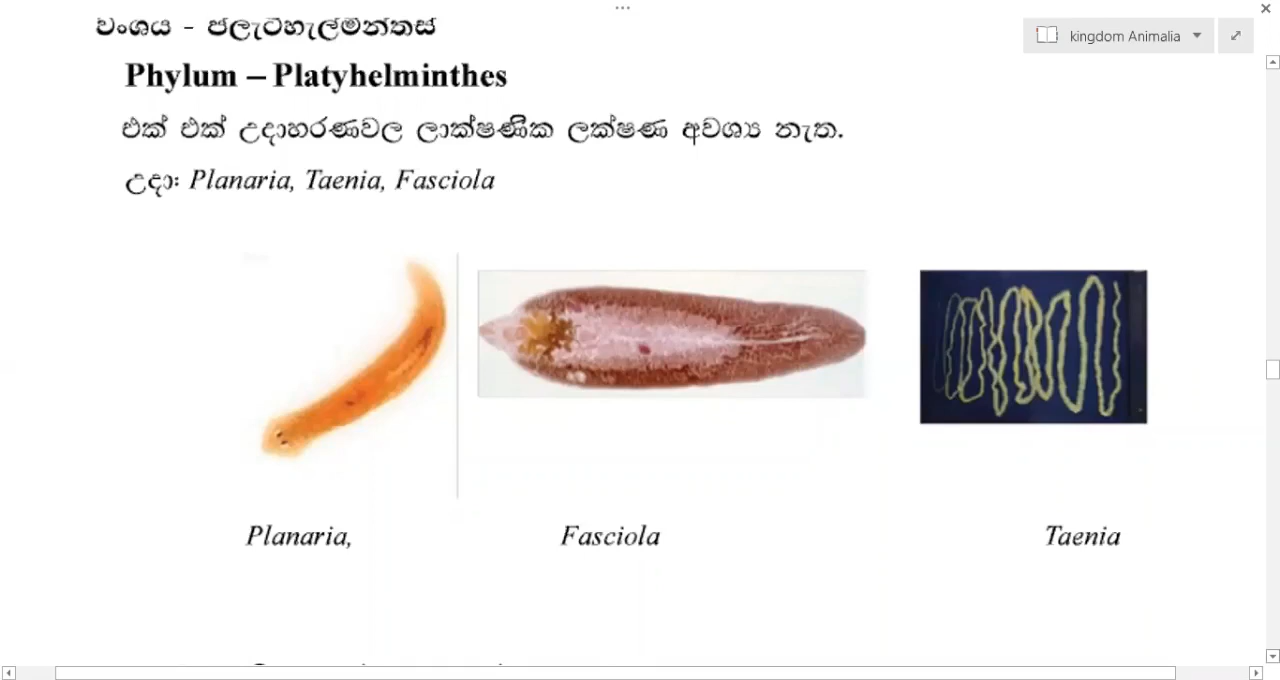 වංශය - ප්ලැටිහැල්මින්තස්
kingdom Animalia
Phylum – Platyhelminthes
එක් එක් උදාහරණවල ලාක්ෂණික ලක්ෂණ අවශ්‍ය නැත.
උදා: Planaria, Taenia, Fasciola
Planaria,
Fasciola
Taenia